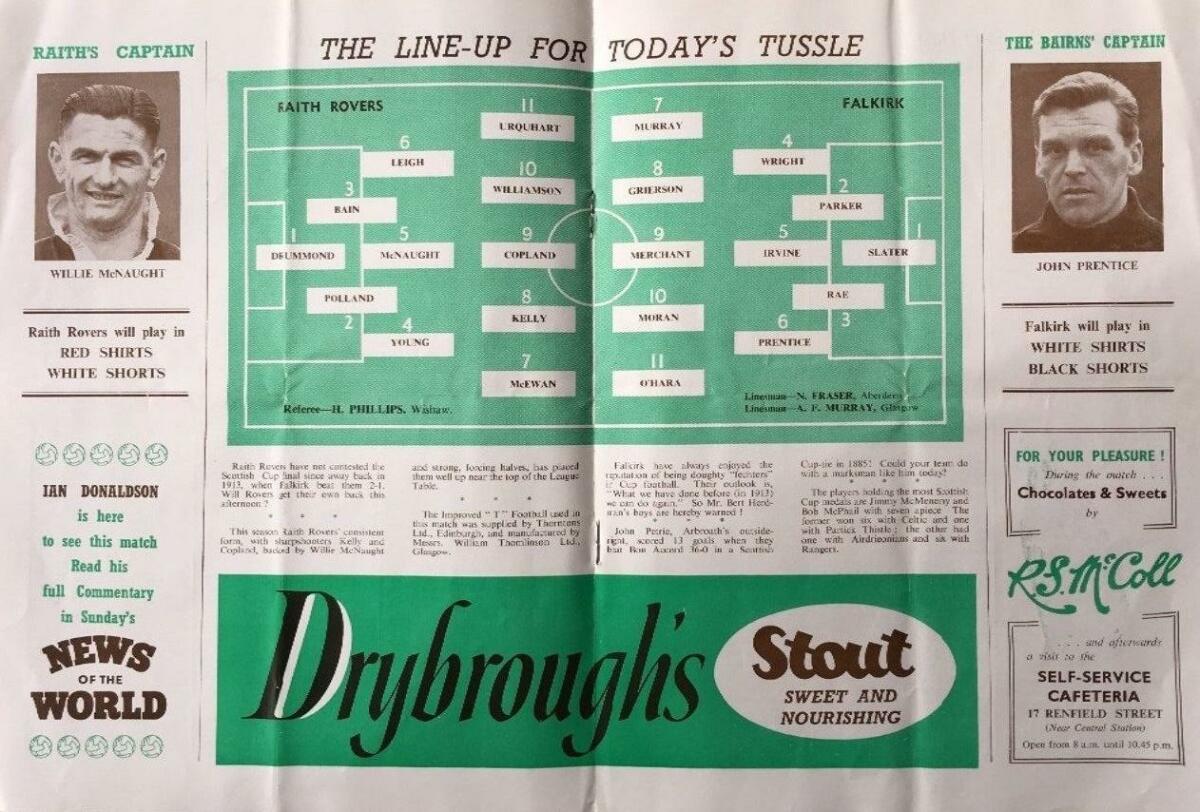 RAITH'S CAPTAIN
WILLIE McNAUGHT
Raith Rovers will play in
RED SHIRTS
WHITE SHORTS
IAN DONALDSON
is here
to see this match
Read his
full Commentary
in Sunday's
NEWS
OF THE
WORLD
THE LINE-UP FOR TODAY'S TUSSLE
RAITH ROVERS
FALKIRK
11
URQUHART
7
MURRAY
6
LEIGH
4
WRIGHT
10
WILLIAMSON
8
GRIERSON
3
BAIN
2
PARKER
1
DRUMMOND
5
McNAUGHT
9
COPLAND
9
MERCHANT
5
IRVINE
1
SLATER
POLLAND
2
8
KELLY
10
MORAN
RAE
3
4
YOUNG
6
PRENTICE
7
McEWAN
11
O'HARA
Referee—H. PHILLIPS, Wishaw.
Linesman—N. FRASER, Aberdeen
Linesman—A. F. MURRAY, Glasgow
Raith Rovers have not contested the
Scottish Cup final since away back in
1913, when Falkirk beat them 2-1.
Will Rovers get their own back this
afternoon?
* * *
This season Raith Rovers' consistent
form, with sharpshooters Kelly and
Copland, backed by Willie McNaught
and strong, forcing halves, has placed
them well up near the top of the League
Table.
* * *
The Improved "T" Football used in
this match was supplied by Thorntons
Ltd., Edinburgh, and manufactured by
Messrs. William Thomlinson Ltd.,
Glasgow.
Falkirk have always enjoyed the
reputation of being doughty "fechters"
in Cup football. Their outlook is,
"What we have done before (in 1913)
we can do again." So Mr. Bert Herd-
man's boys are hereby warned!
* * *
John Petrie, Arbroath's outside-
right, scored 13 goals when they
beat Bon Accord 36-0 in a Scottish
Cup-tie in 1885! Could your team do
with a marksman like him today?
* * *
The players holding the most Scottish
Cup medals are Jimmy McMenemy and
Bob McPhail with seven apiece. The
former won six with Celtic and one
with Partick Thistle; the other had
one with Airdrieonians and six with
Rangers.
Drybrough's
Stout
SWEET AND
NOURISHING
THE BAIRNS' CAPTAIN
JOHN PRENTICE
Falkirk will play in
WHITE SHIRTS
BLACK SHORTS
FOR YOUR PLEASURE!
During the match . . .
Chocolates & Sweets
by
R.S. McColl
. . . and afterwards
a visit to the
SELF-SERVICE
CAFETERIA
17 RENFIELD STREET
(Near Central Station)
Open from 8 a.m. until 10.45 p.m.